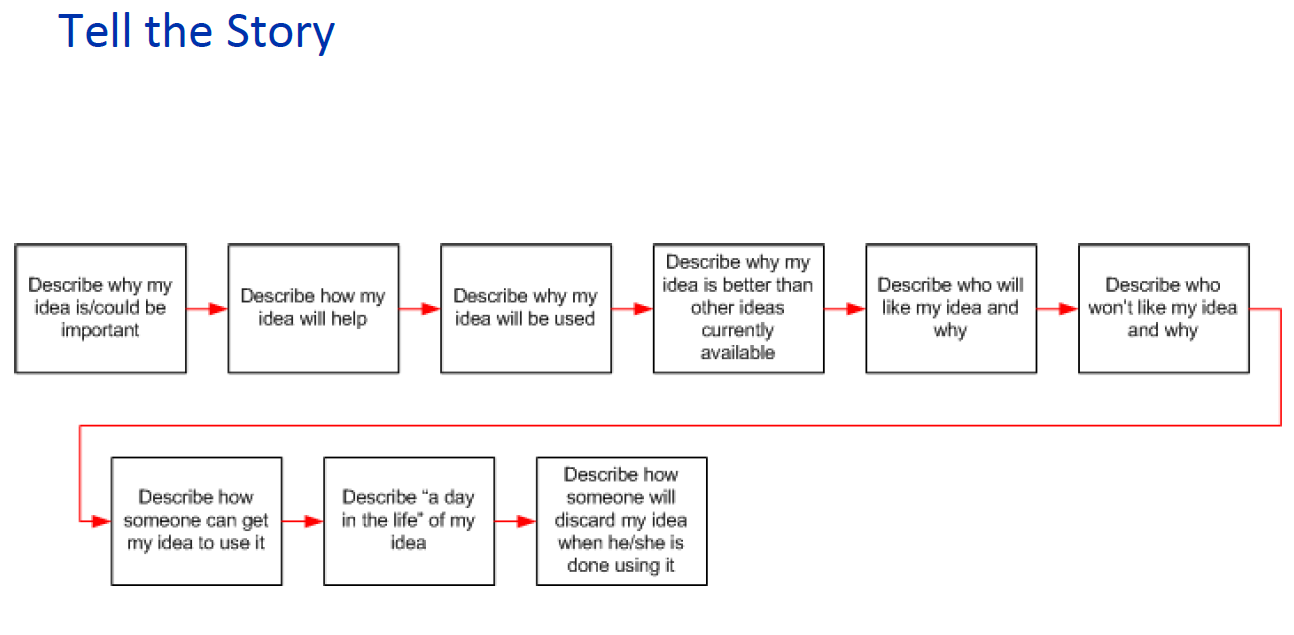 Tell the Story
Describe why my
idea is/could be
important
Describe how my
idea will help
Describe why my
idea will be used
Describe why my
idea is better than
other ideas
currently
available
Describe who will
like my idea and
why
Describe who
won't like my idea
and why
Describe how
someone can get
my idea to use it
Describe “a day
in the life” of my
idea
Describe how
someone will
discard my idea
when he/she is
done using it